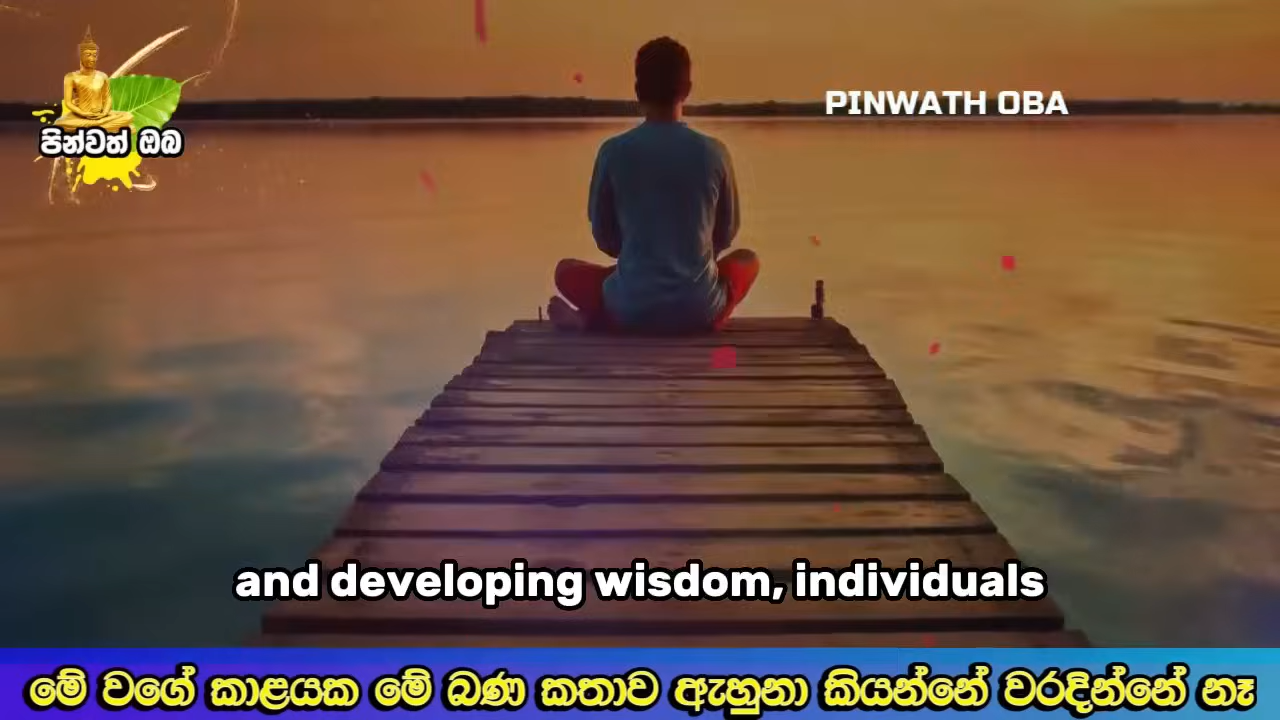 PINWATH OBA
පින්වත් ඔබ
and developing wisdom, individuals
මේ වගේ කාළයක මේ බණ කතාව ඇහුනා කියන්නේ වරදින්නේ නෑ